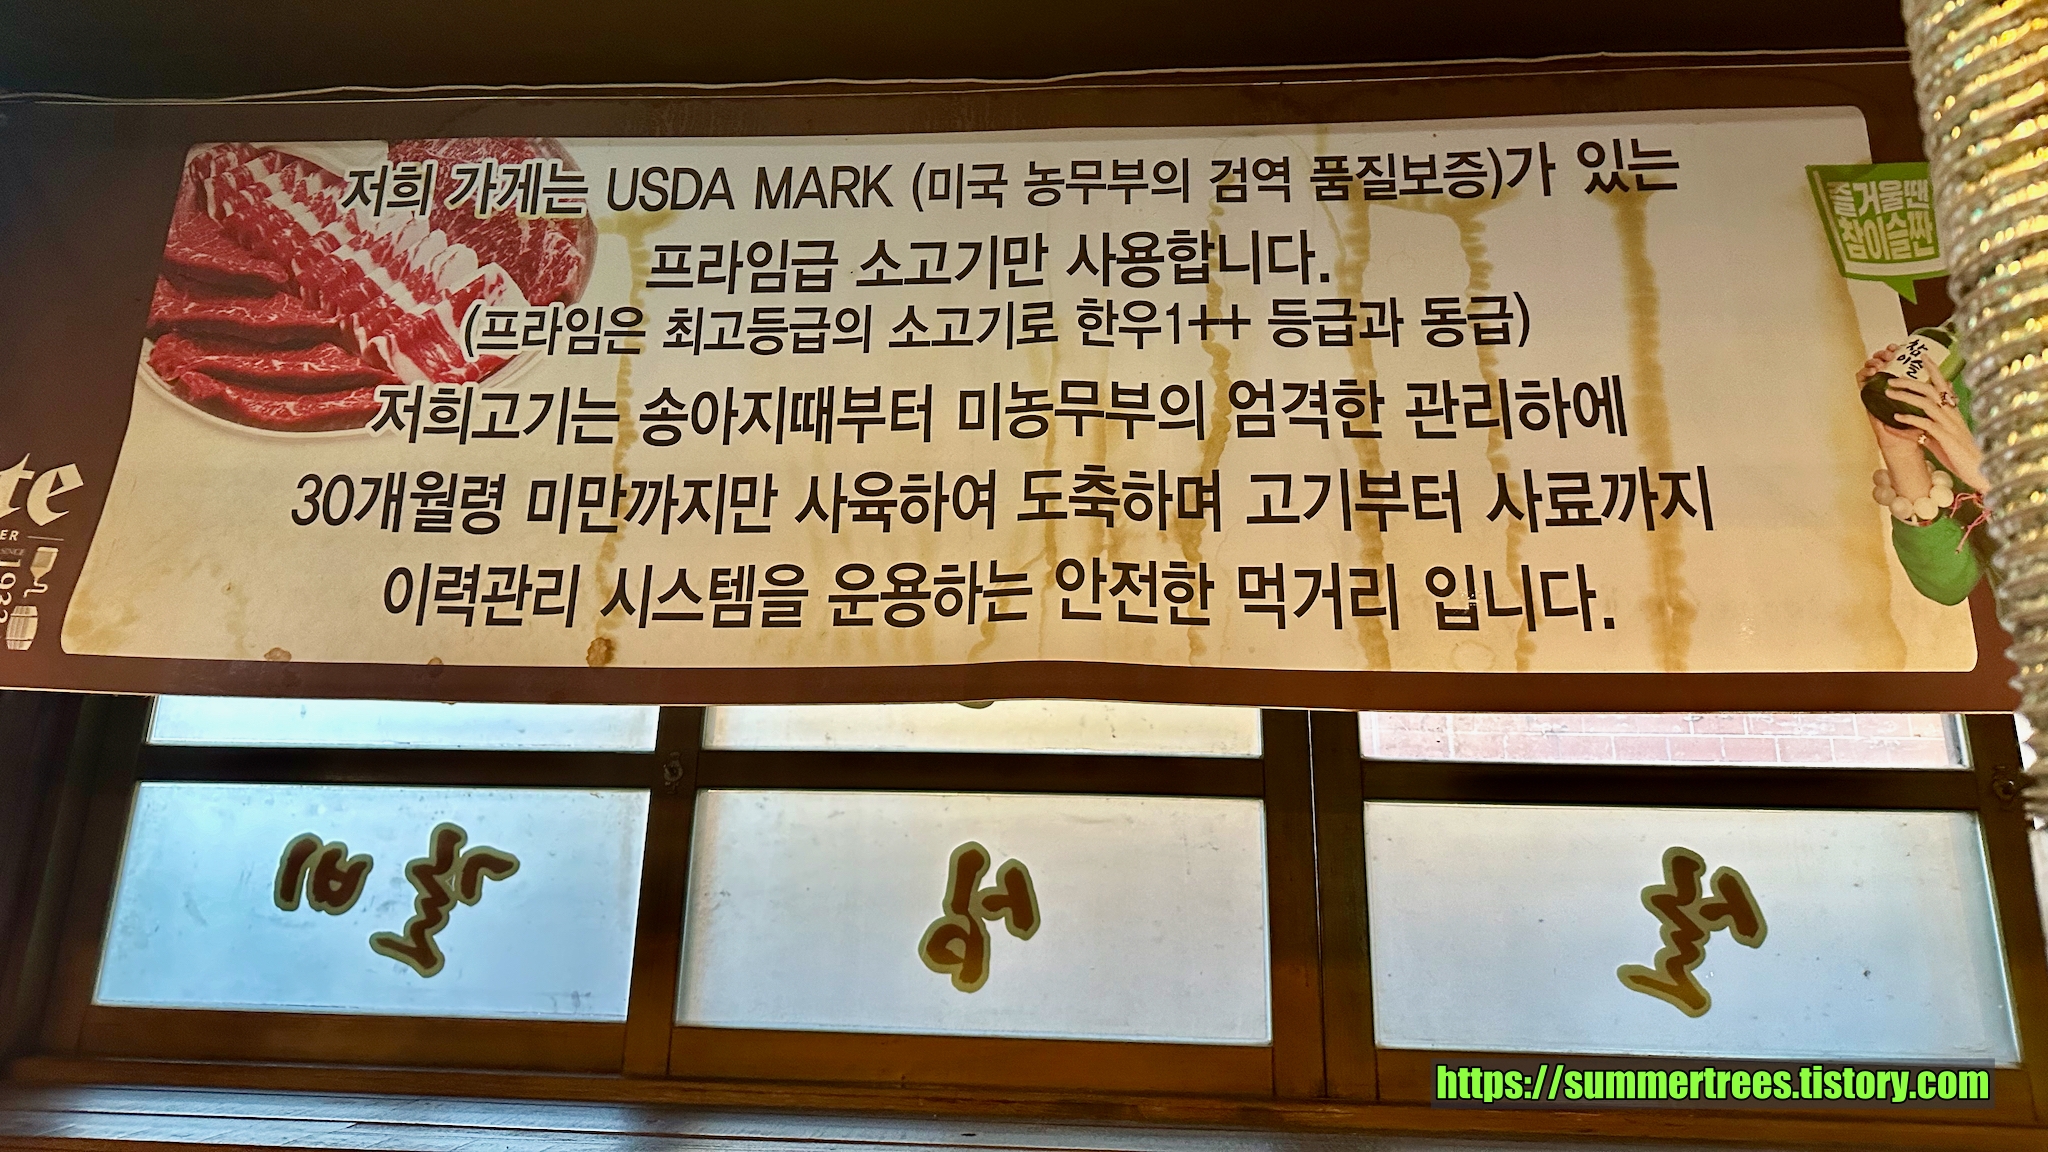 저희 가게는 USDA MARK (미국 농무부의 검역 품질보증)가 있는
프라임급 소고기만 사용합니다.
(프라임은 최고등급의 소고기로 한우1++ 등급과 동급)
저희고기는 송아지때부터 미농무부의 엄격한 관리하에
30개월령 미만까지만 사육하여 도축하며 고기부터 사료까지
이력관리 시스템을 운용하는 안전한 먹거리 입니다.
즐거울땐
참이슬짠
참이슬
SINCE
https://summertrees.tistory.com